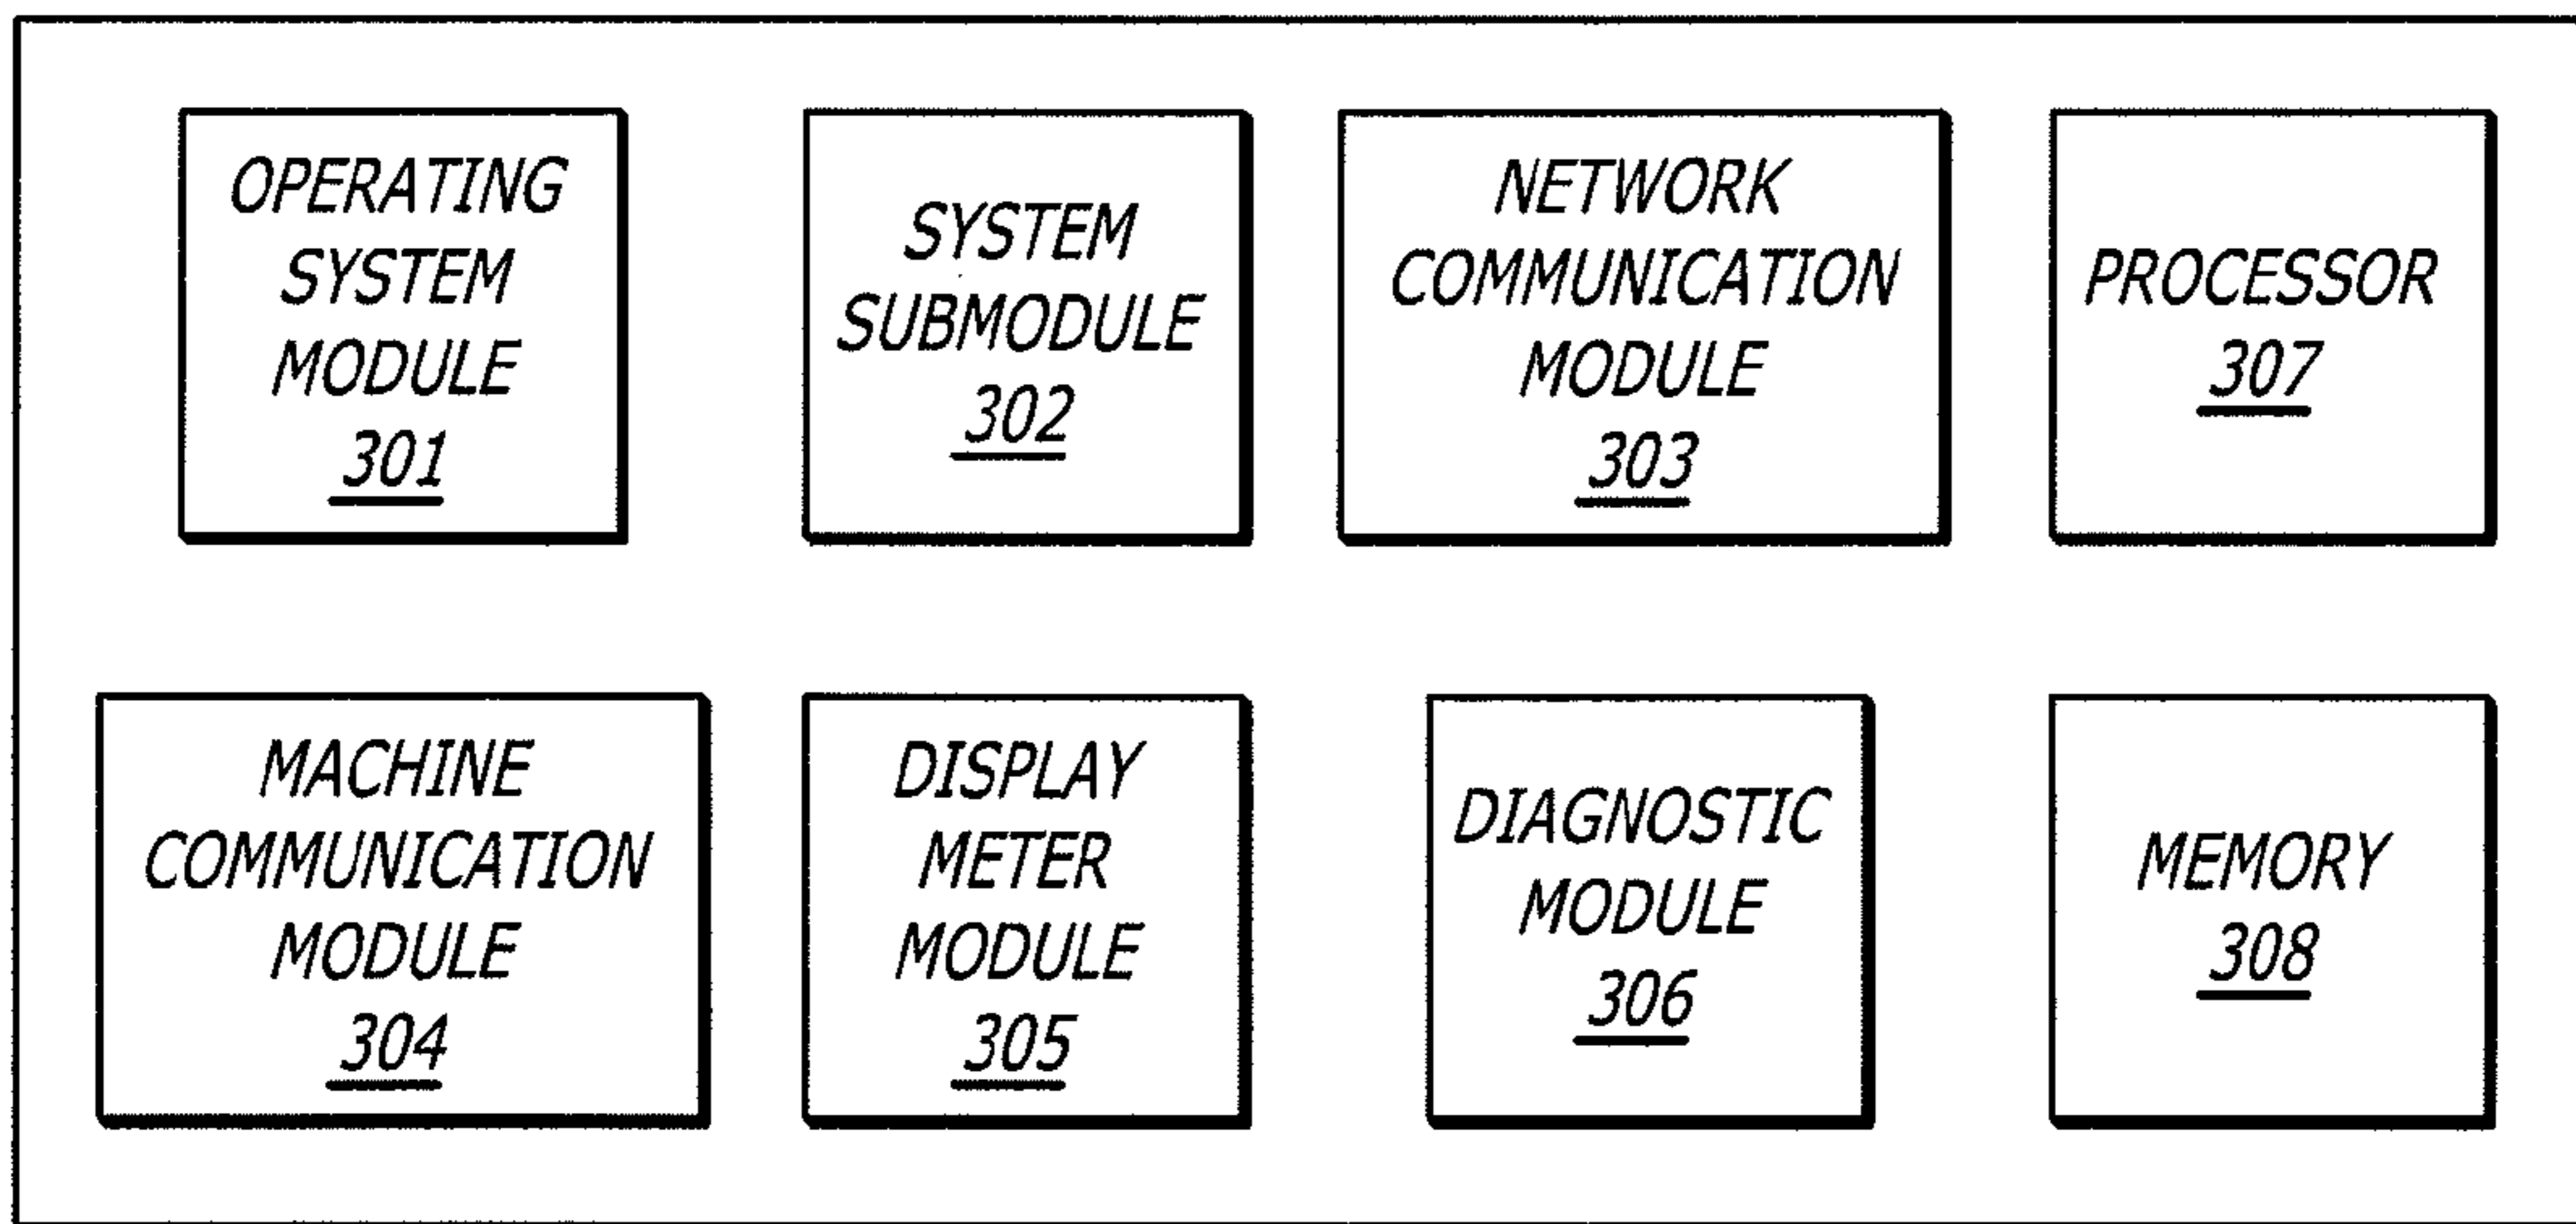 OPERATING
SYSTEM
MODULE
301
SYSTEM
SUBMODULE
302
NETWORK
COMMUNICATION
MODULE
303
PROCESSOR
307
MACHINE
COMMUNICATION
MODULE
304
DISPLAY
METER
MODULE
305
DIAGNOSTIC
MODULE
306
MEMORY
308